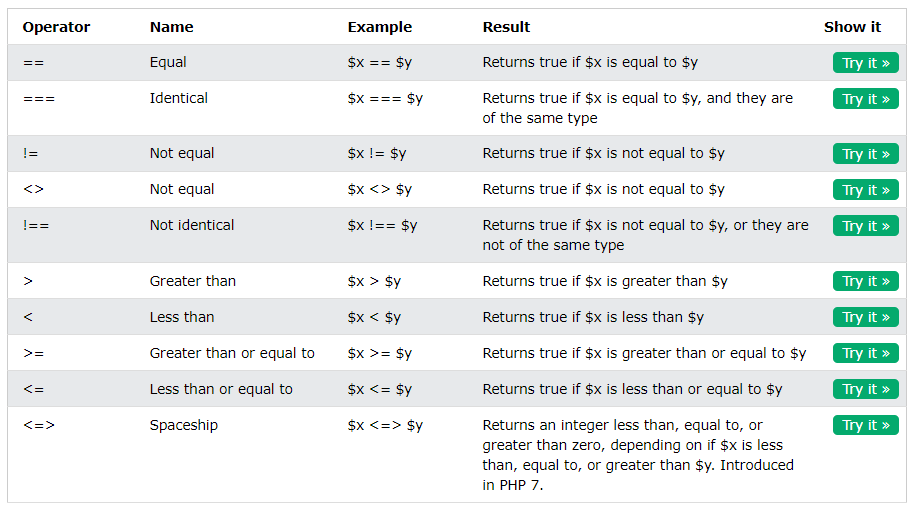 Operator Name Example Result Show it
== Equal $x == $y Returns true if $x is equal to $y Try it »
=== Identical $x === $y Returns true if $x is equal to $y, and they are Try it »
of the same type
!= Not equal $x != $y Returns true if $x is not equal to $y Try it »
<> Not equal $x <> $y Returns true if $x is not equal to $y Try it »
!== Not identical $x !== $y Returns true if $x is not equal to $y, or they are Try it »
not of the same type
> Greater than $x > $y Returns true if $x is greater than $y Try it »
< Less than $x < $y Returns true if $x is less than $y Try it »
>= Greater than or equal to $x >= $y Returns true if $x is greater than or equal to $y Try it »
<= Less than or equal to $x <= $y Returns true if $x is less than or equal to $y Try it »
<=> Spaceship $x <=> $y Returns an integer less than, equal to, or Try it »
greater than zero, depending on if $x is less
than, equal to, or greater than $y. Introduced
in PHP 7.